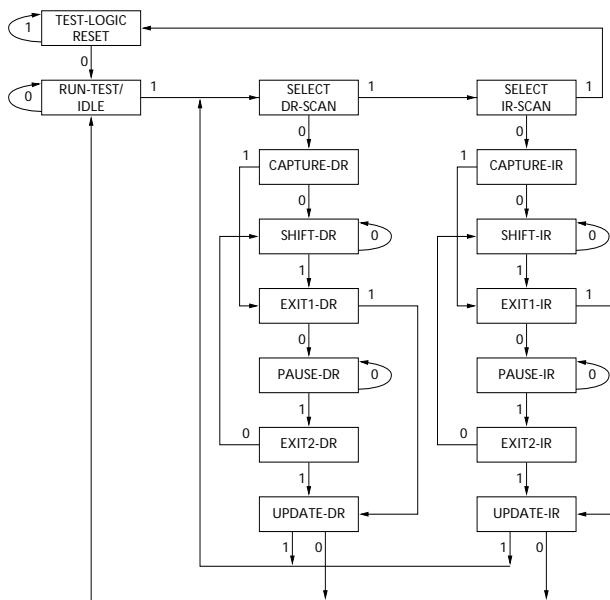 TEST-LOGIC
RESET
1
0
RUN-TEST/
IDLE
0
1
SELECT
DR-SCAN
1
SELECT
IR-SCAN
1
0
0
1
CAPTURE-DR
1
CAPTURE-IR
0
0
SHIFT-DR
0
SHIFT-IR
0
1
1
EXIT1-DR
1
EXIT1-IR
1
0
0
PAUSE-DR
0
PAUSE-IR
0
1
1
0
EXIT2-DR
0
EXIT2-IR
1
1
UPDATE-DR
UPDATE-IR
1
0
1
0